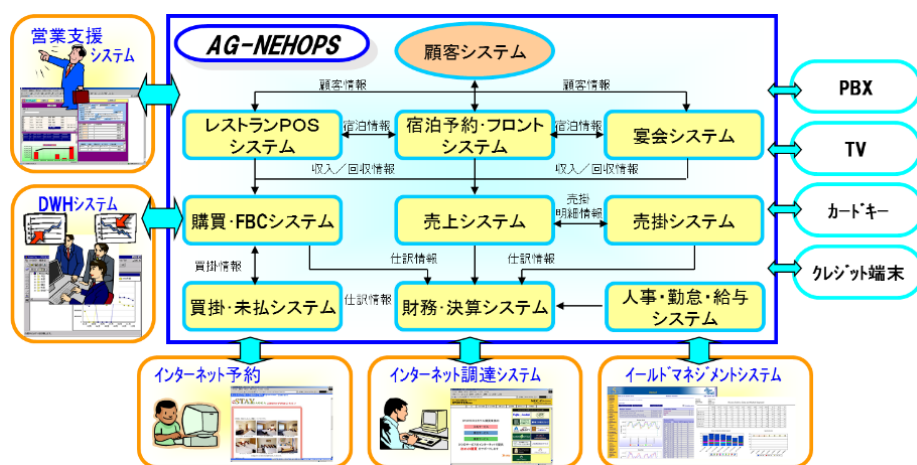 営業支援
システム
AG-NEHOPS
顧客システム
顧客情報
顧客情報
PBX
レストランPOS
システム
宿泊情報
宿泊予約・フロント
システム
宿泊情報
宴会システム
TV
収入／回収情報
収入／回収情報
DWHシステム
購買・FBCシステム
売上システム
売掛
明細情報
売掛システム
カードキー
買掛情報
仕訳情報
仕訳情報
クレジット端末
買掛・未払システム
仕訳情報
財務・決算システム
人事・勤怠・給与
システム
インターネット予約
インターネット調達システム
イールドマネジメントシステム
STAY